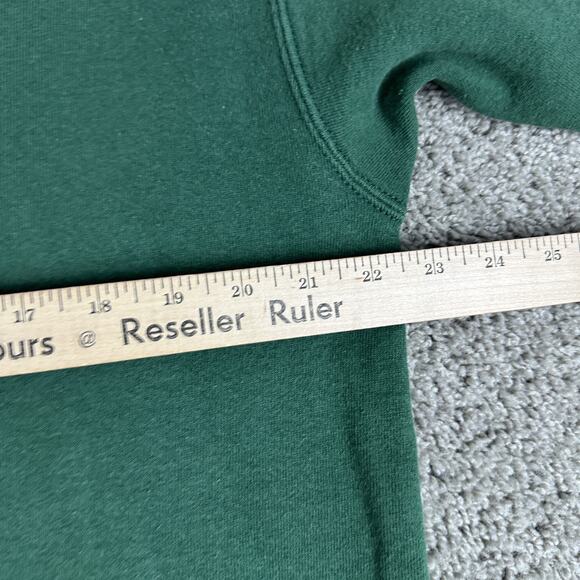 17 18 19 20 21 22 23 24 25
ours @ Reseller Ruler